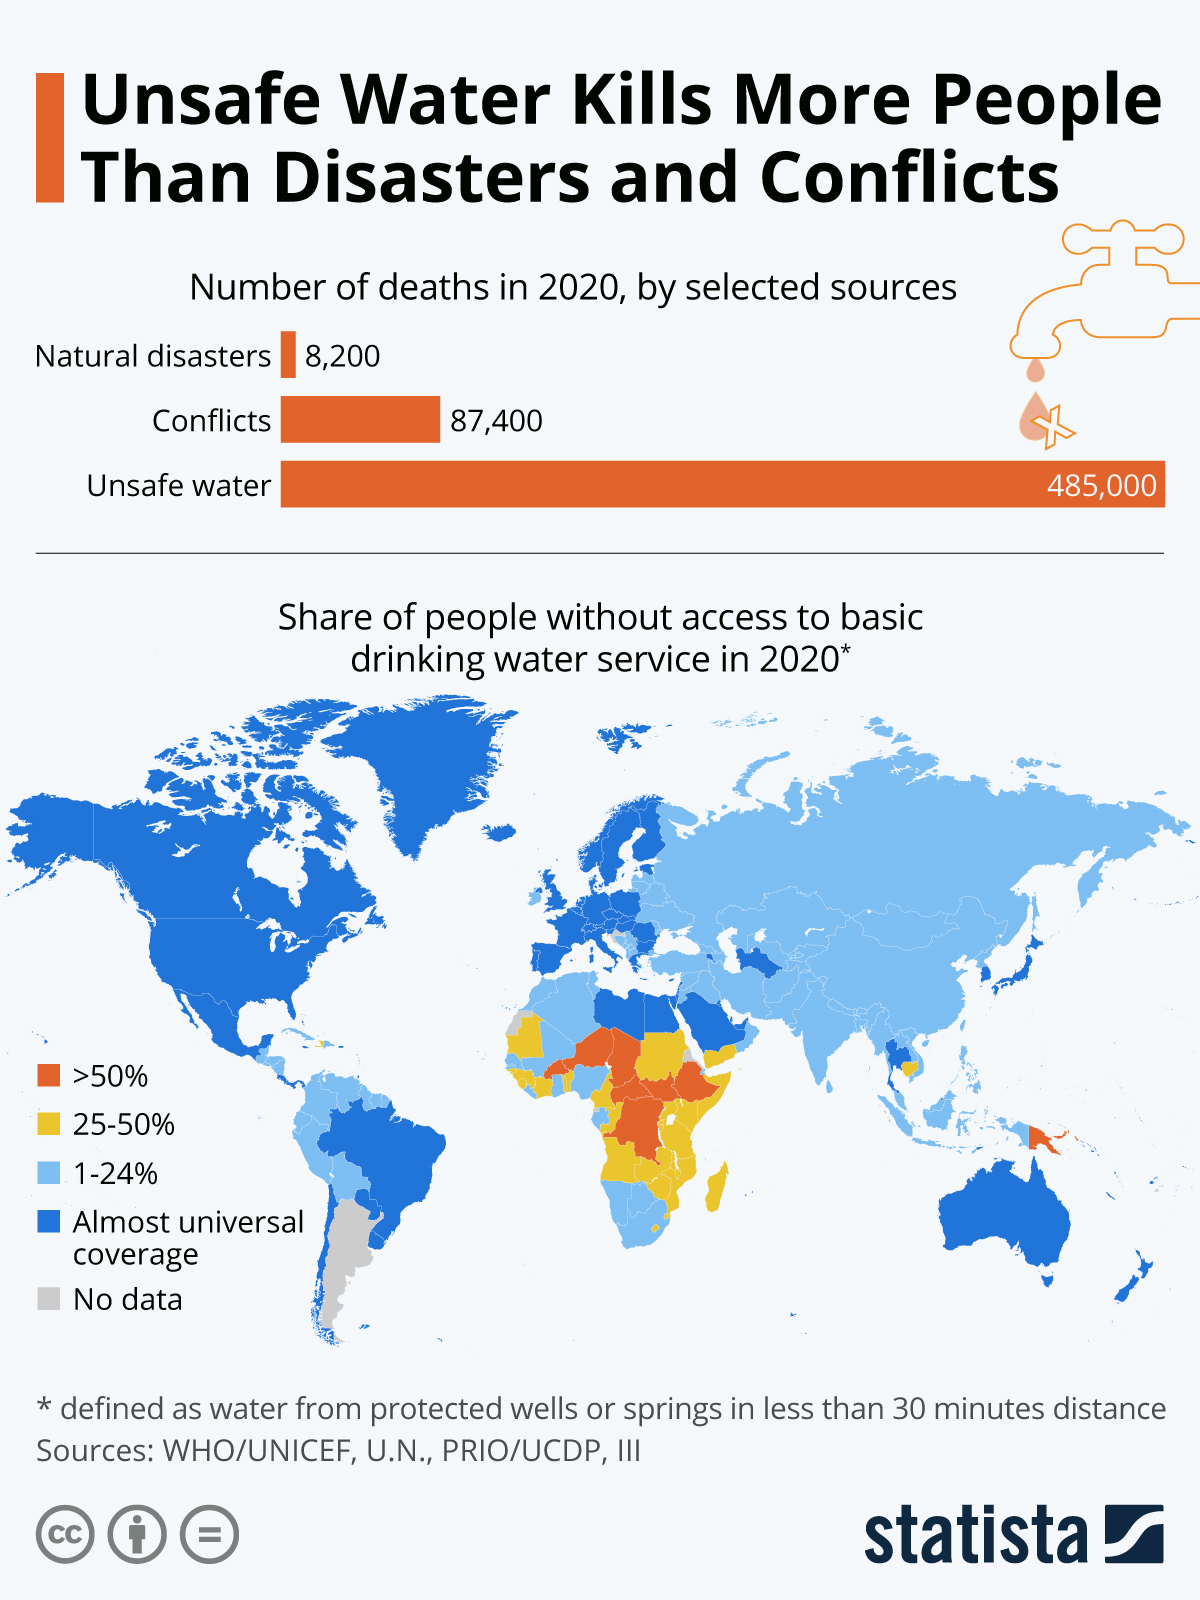 Unsafe Water Kills More People
Than Disasters and Conflicts
Number of deaths in 2020, by selected sources
Natural disasters 8,200
Conflicts 87,400
Unsafe water 485,000
Share of people without access to basic
drinking water service in 2020*
>50%
25-50%
1-24%
Almost universal
coverage
No data
* defined as water from protected wells or springs in less than 30 minutes distance
Sources: WHO/UNICEF, U.N., PRIO/UCDP, III
cc
statista